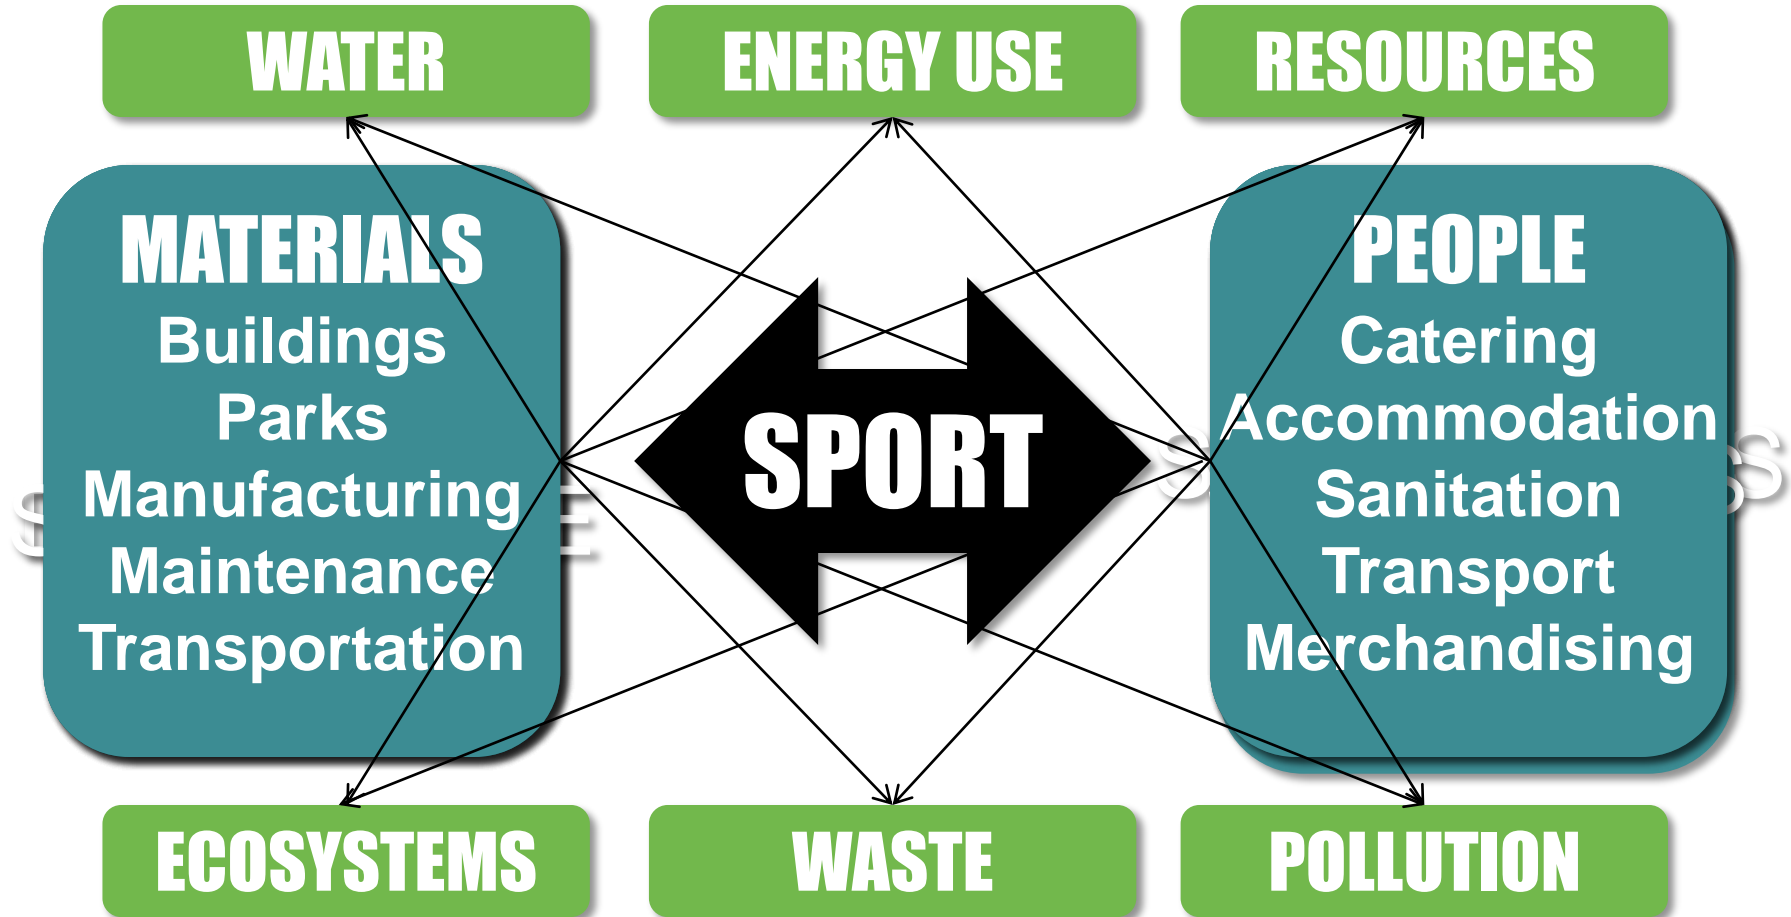 WATER
ENERGY USE
RESOURCES
MATERIALS
Buildings
Parks
Manufacturing
Maintenance
Transportation
SPORT
PEOPLE
Catering
Accommodation
Sanitation
Transport
Merchandising
ECOSYSTEMS
WASTE
POLLUTION